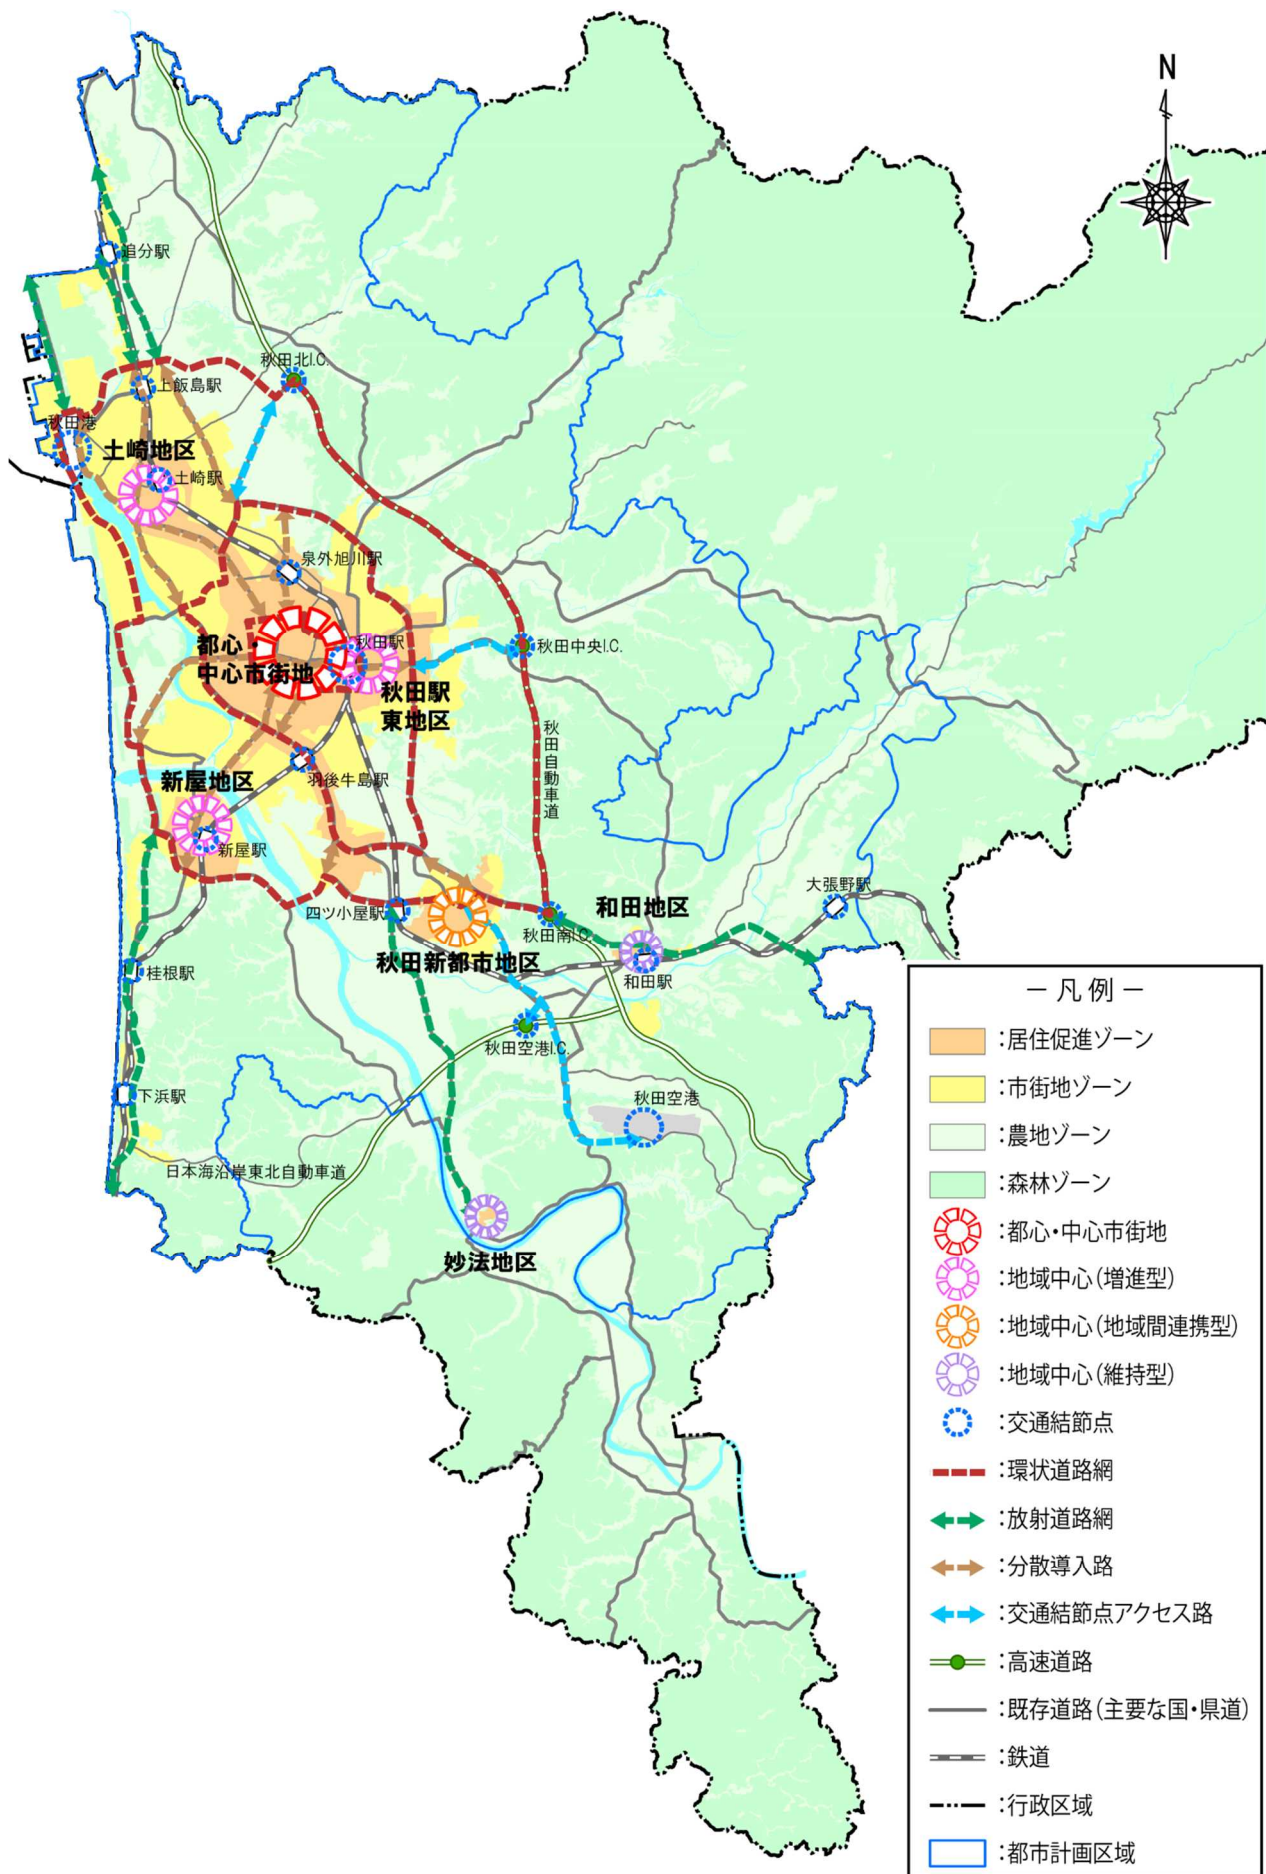 N
追分駅
秋田北I.C.
上飯島駅
秋田港
土崎地区
土崎駅
泉外旭川駅
都心・
中心市街地
秋田駅
秋田中央I.C.
秋田駅
東地区
秋田自動車道
羽後牛島駅
新屋地区
新屋駅
大張野駅
四ツ小屋駅
和田地区
秋田南I.C.
秋田新都市地区
桂根駅
和田駅
秋田空港I.C.
下浜駅
秋田空港
日本海沿岸東北自動車道
妙法地区
－凡例－
:居住促進ゾーン
:市街地ゾーン
:農地ゾーン
:森林ゾーン
:都心・中心市街地
:地域中心(増進型)
:地域中心(地域間連携型)
:地域中心(維持型)
:交通結節点
:環状道路網
:放射道路網
:分散導入路
:交通結節点アクセス路
:高速道路
:既存道路(主要な国・県道)
:鉄道
:行政区域
:都市計画区域